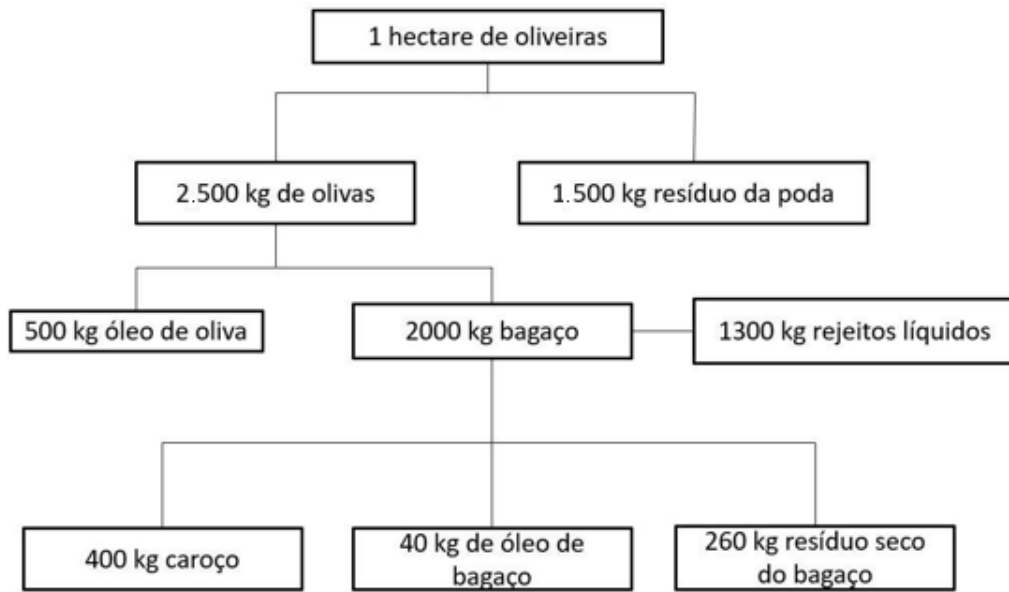 1 hectare de oliveiras
2.500 kg de olivas
1.500 kg resíduo da poda
500 kg óleo de oliva
2000 kg bagaço
1300 kg rejeitos líquidos
400 kg caroço
40 kg de óleo de
bagaço
260 kg resíduo seco
do bagaço